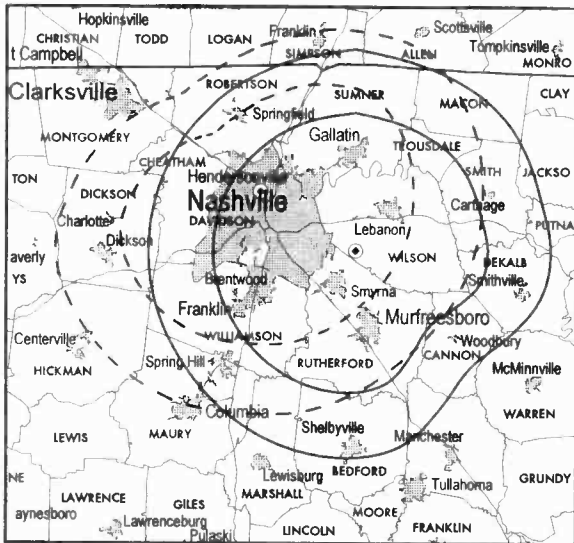 Hopkinsville
CHRISTIAN TODD LOGAN Franklin Scottsville
SIMPSON ALLEN Tompkinsville
t Campbell MONRO
Clarksville ROBERTSON SUMNER MACON CLAY
Springfield
MONTGOMERY Gallatin TROUSDALE
CHEATHAM SMITH JACKSO
TON Hendersonville
DICKSON Nashville Carthage
Charlotte DAVIDSON Lebanon PUTNA
Dickson WILSON DEKALB
averly Smithville
YS Brentwood Smyrna
Franklin Murfreesboro
Centerville WILLIAMSON Woodbury
Spring Hill RUTHERFORD CANNON
HICKMAN McMinnville
Columbia WARREN
LEWIS MAURY Shelbyville Manchester
NE Lewisburg BEDFORD GRUNDY
LAWRENCE GILES MARSHALL Tullahoma
aynesboro MOORE
Lawrenceburg LINCOLN FRANKLIN
Pulaski